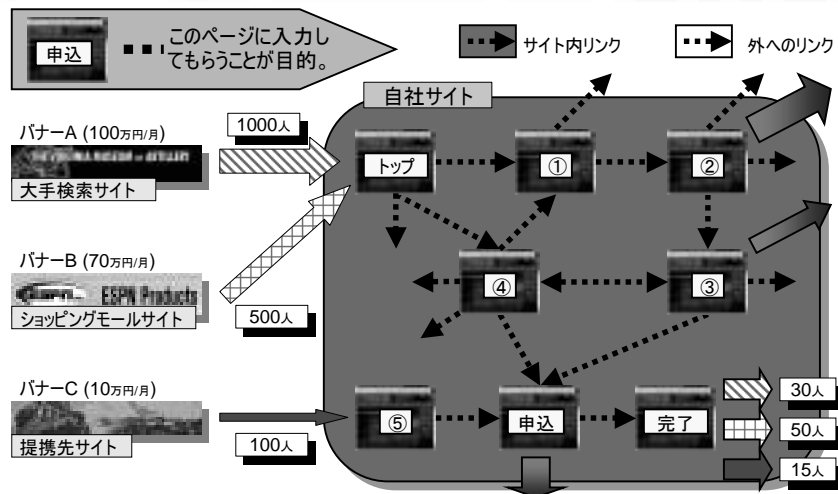 申込
このページに入力し
てもらうことが目的。
サイト内リンク
外へのリンク
自社サイト
バナーA (100万円/月)
大手検索サイト
1000人
トップ
①
②
バナーB (70万円/月)
ESPN Products
ショッピングモールサイト
500人
④
③
バナーC (10万円/月)
提携先サイト
100人
⑤
申込
完了
30人
50人
15人